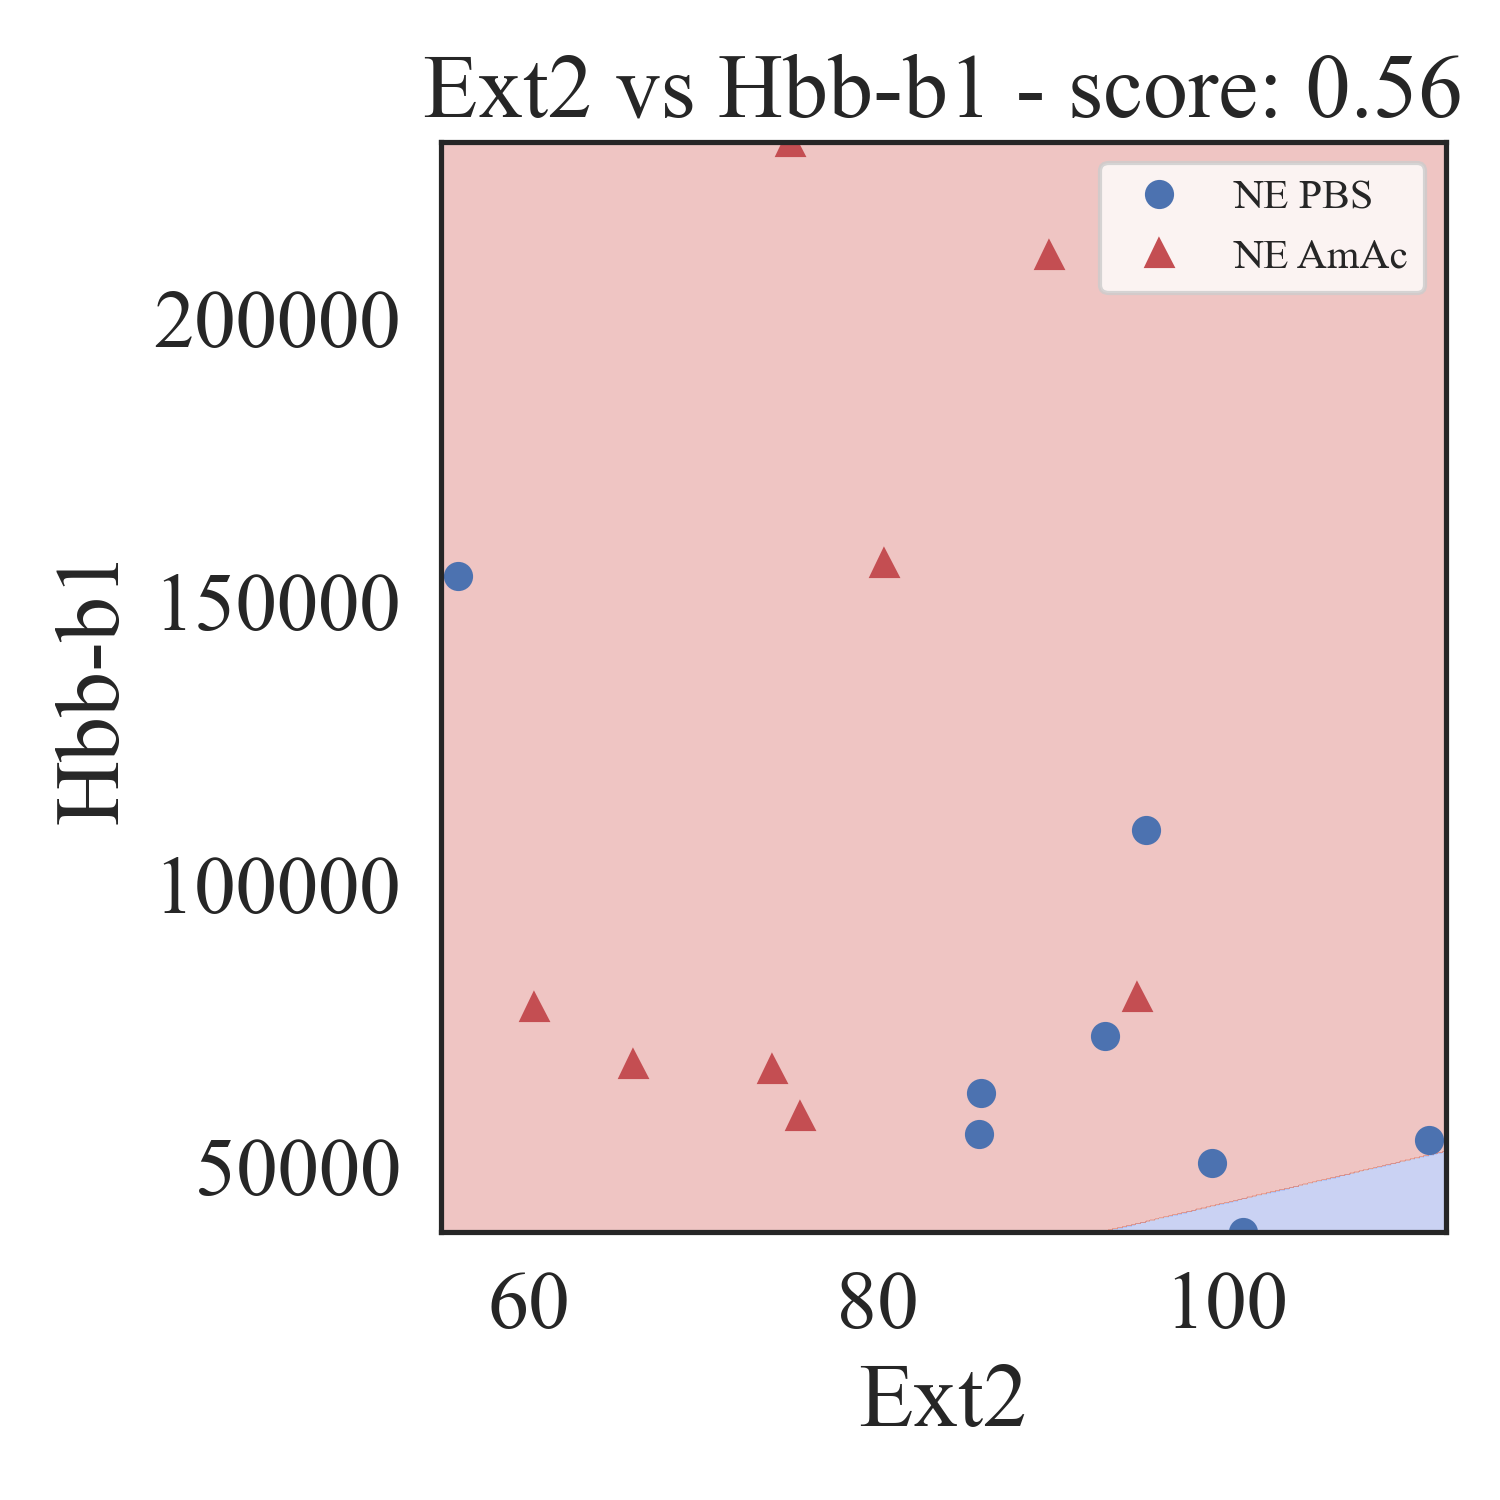 Ext2 vs Hbb-b1 - score: 0.56
NE PBS
NE AmAc
200000
150000
100000
50000
Hbb-b1
60 80 100
Ext2